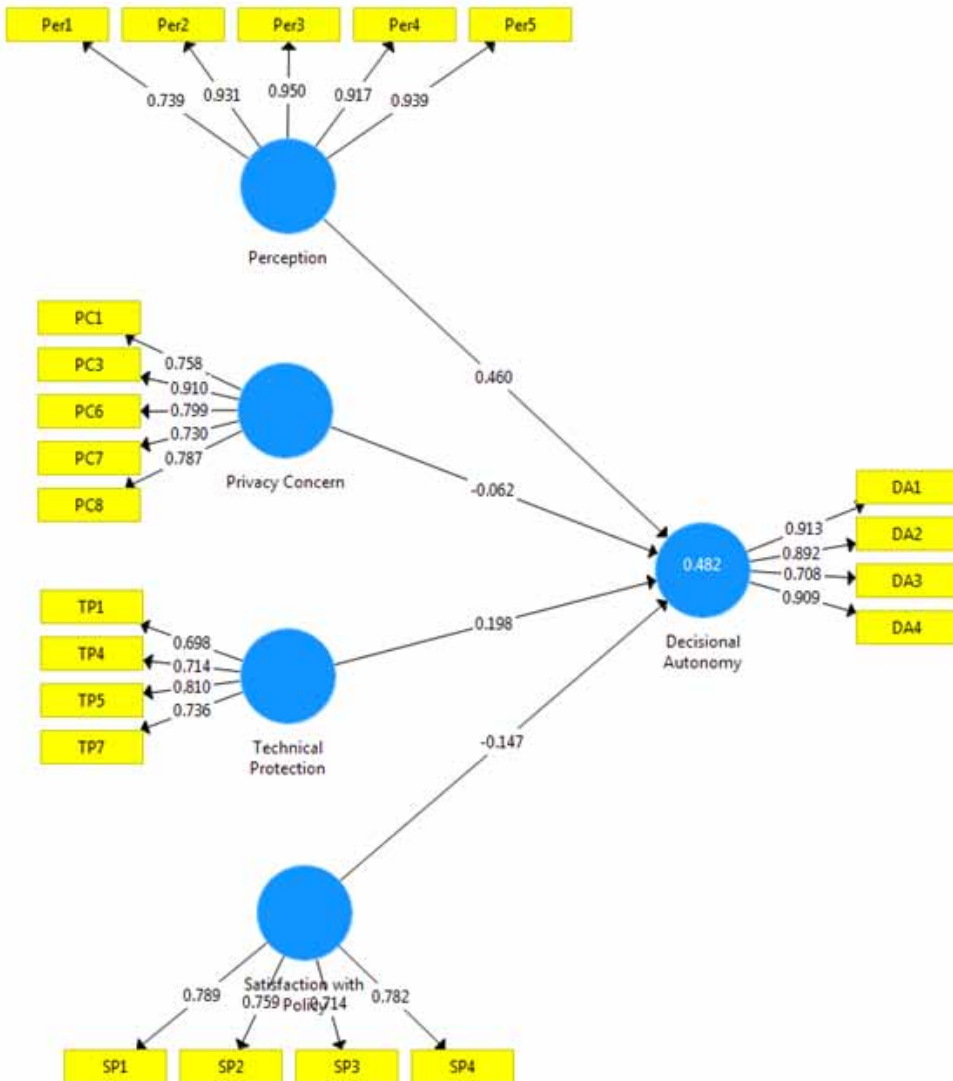 Per1 Per2 Per3 Per4 Per5
0.739 0.931 0.950 0.917 0.939
Perception
PC1
PC3
PC6
PC7
PC8
0.758
0.910
0.799
0.730
0.787
Privacy Concern
0.460
-0.062
TP1
TP4
TP5
TP7
0.698
0.714
0.810
0.736
Technical
Protection
0.198
-0.147
0.482
Decisional
Autonomy
0.913
0.892
0.708
0.909
DA1
DA2
DA3
DA4
Satisfaction with
Policy
0.789 0.759 0.714 0.782
SP1 SP2 SP3 SP4